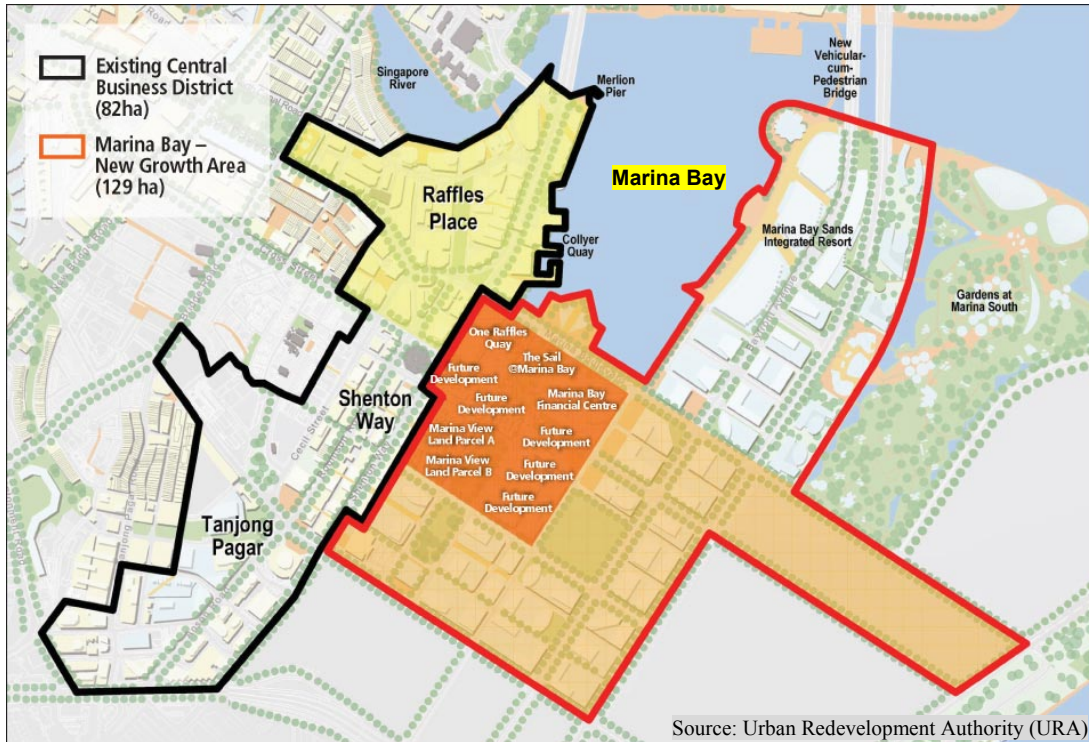 Existing Central
Business District
(82ha)
Marina Bay –
New Growth Area
(129 ha)
Singapore
River
Merlion
Pier
New
Vehicular-
cum-
Pedestrian
Bridge
Marina Bay
Raffles
Place
Collyer
Quay
Marina Bay Sands
Integrated Resort
Gardens at
Marina South
One Raffles
Quay
The Sail
@Marina Bay
Future
Development
Future
Development
Marina Bay
Financial Centre
Marina View
Land Parcel A
Future
Development
Marina View
Land Parcel B
Future
Development
Future
Development
Shenton
Way
Cecil Street
Tanjong
Pagar
Source: Urban Redevelopment Authority (URA)